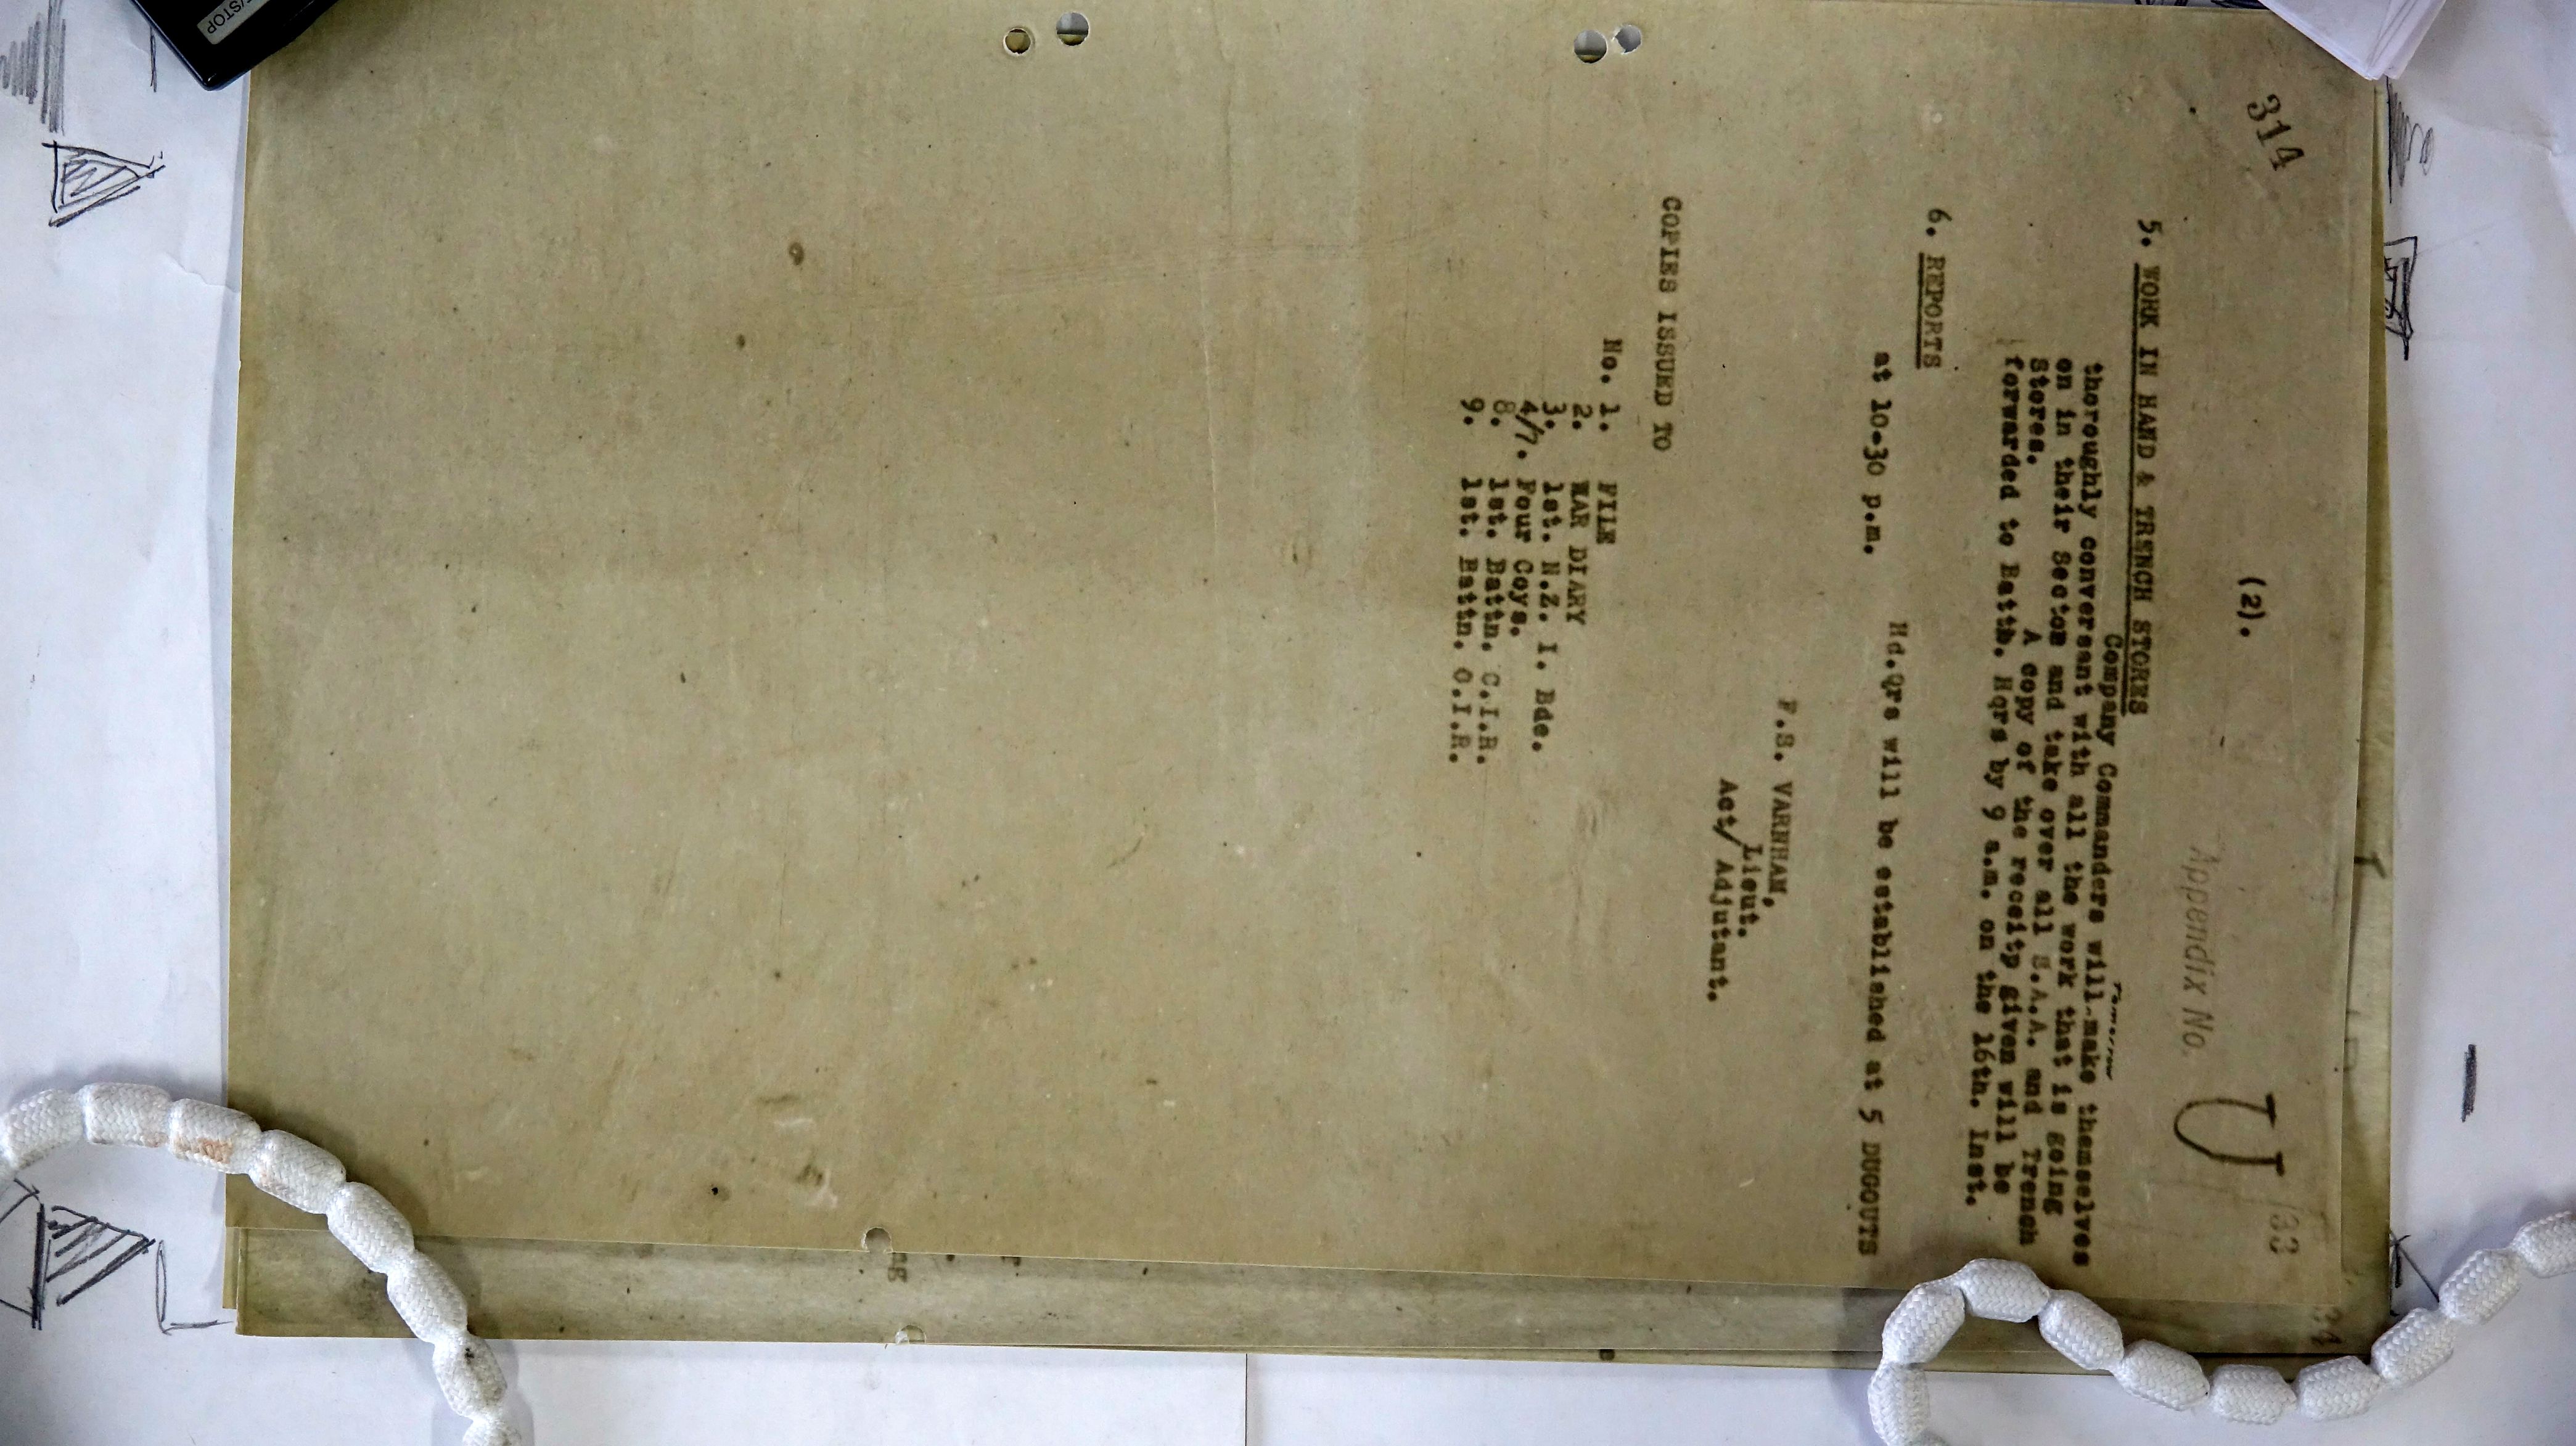 314
(2).
Appendix No. U
133
5. WORK IN HAND & TRENCH STORES
Company Commanders will make themselves
thoroughly conversant with all the work that is going
on in their Sector and take over all S.A.A. and Trench
Stores. A copy of the receitp given will be
forwarded to Battn. Hqrs by 9 a.m. on the 16th. Inst.
6. REPORTS
Hd.Qrs will be established at 5 DUGOUTS
at 10-30 p.m.
F.S. VARNHAM,
Lieut.
Act/ Adjutant.
COPIES ISSUED TO
No. 1. FILE
2. WAR DIARY
3. 1st. N.Z. I. Bde.
4/7. Four Coys.
8. 1st. Battn. C.I.R.
9. 1st. Battn. O.I.R.
/STOP
34